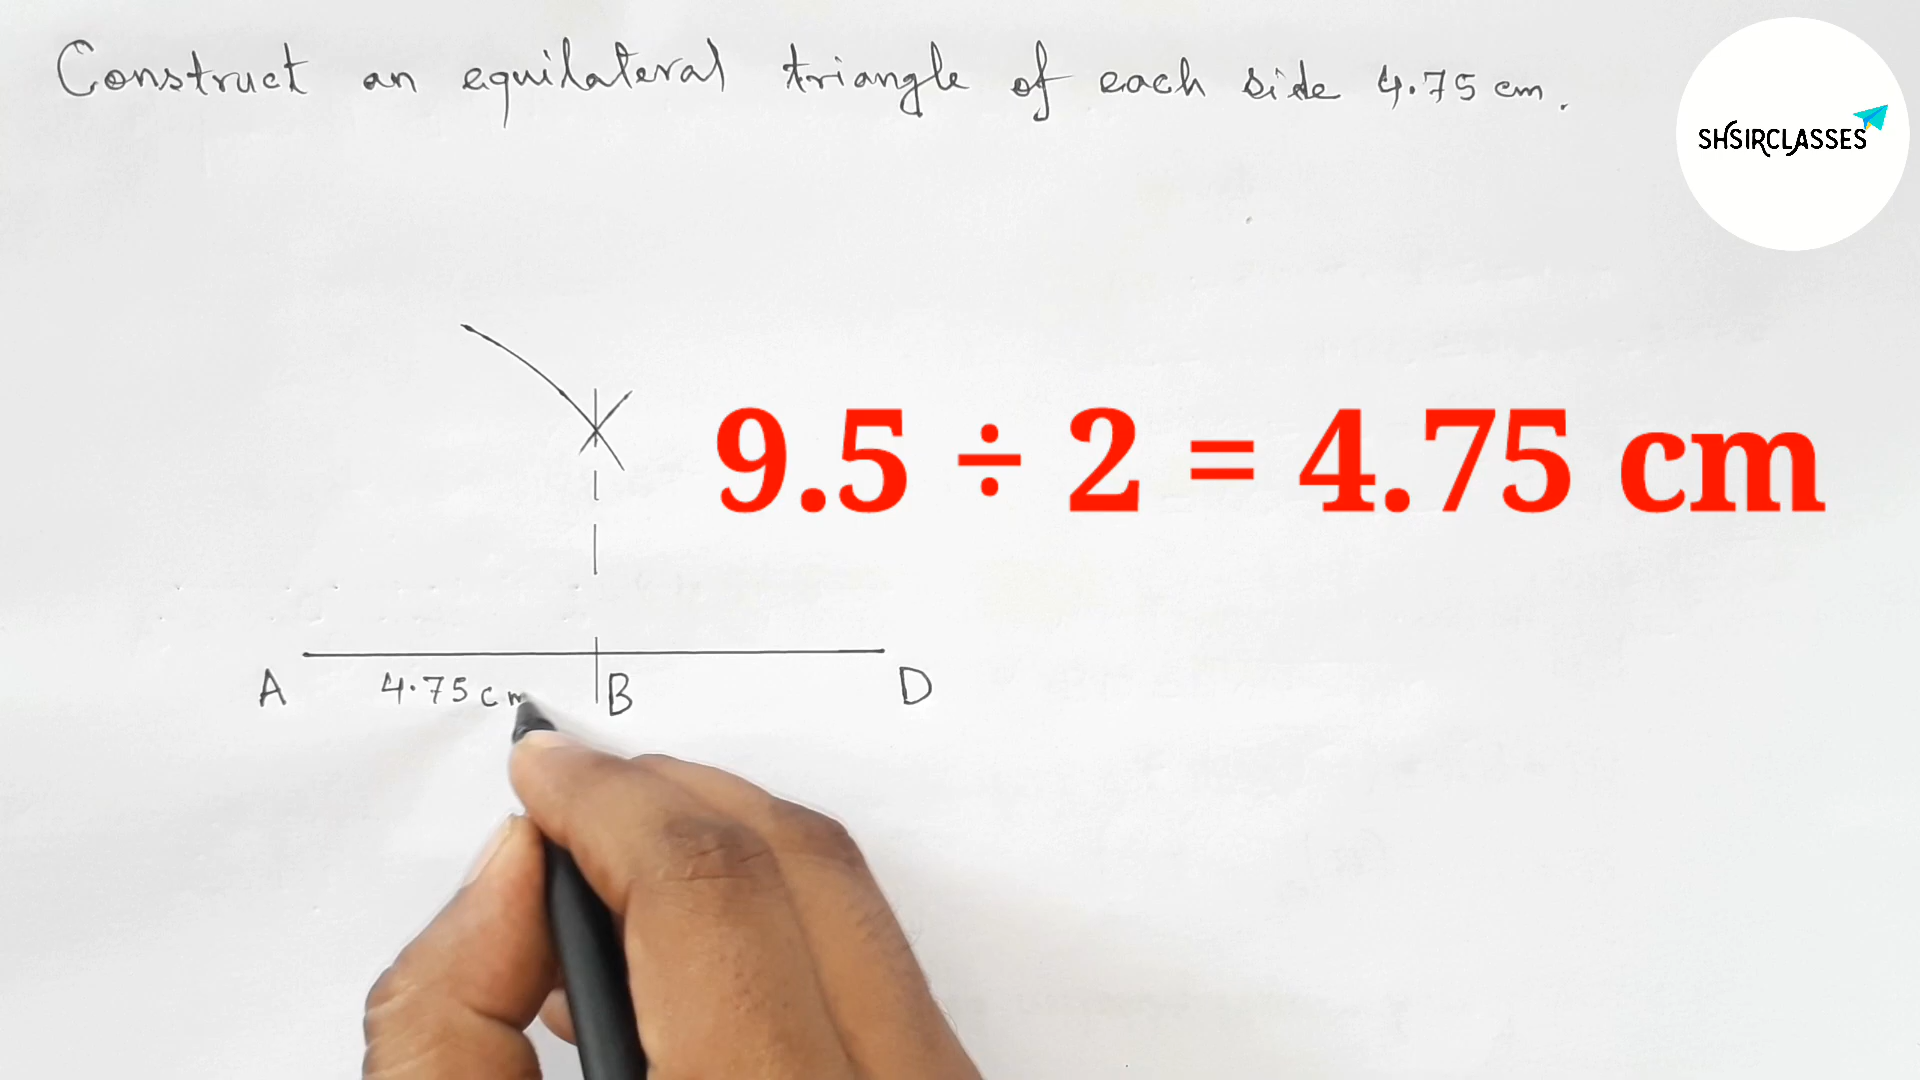 Construct an equilateral triangle of each side 4.75 cm.
SHSIRCLASSES
9.5 ÷ 2 = 4.75 cm
A 4.75 cm B D